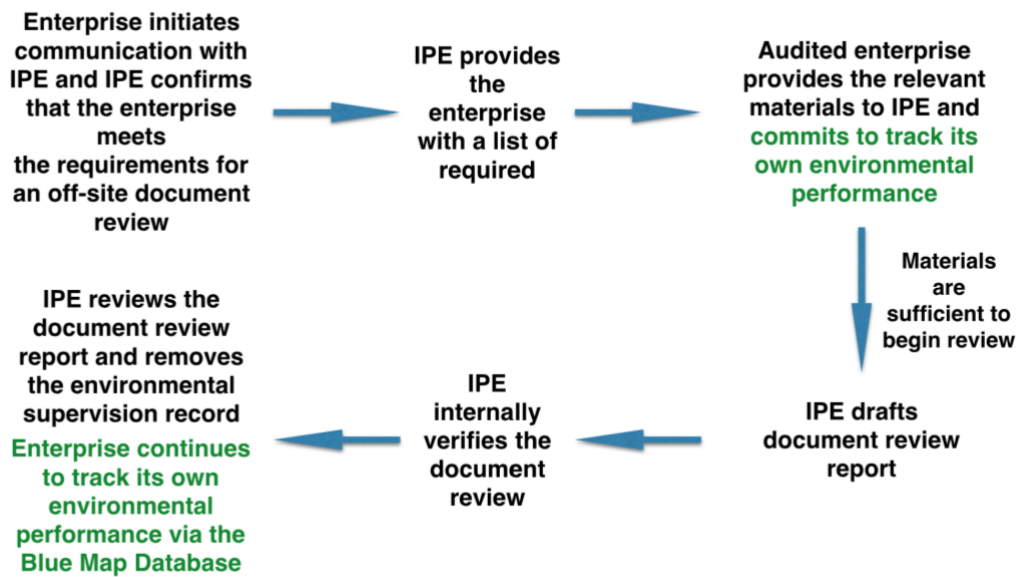 Enterprise initiates
communication with
IPE and IPE confirms
that the enterprise
meets
the requirements for
an off-site document
review
IPE provides
the
enterprise
with a list of
required
Audited enterprise
provides the relevant
materials to IPE and
commits to track its
own environmental
performance
Materials
are
sufficient to
begin review
IPE drafts
document review
report
IPE
internally
verifies the
document
review
IPE reviews the
document review
report and removes
the environmental
supervision record
Enterprise continues
to track its own
environmental
performance via the
Blue Map Database